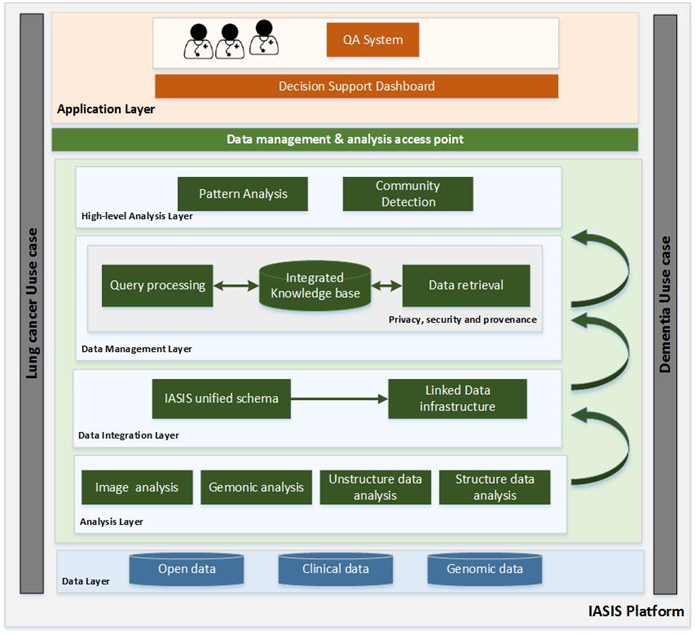 QA System
Decision Support Dashboard
Application Layer
Data management & analysis access point
Pattern Analysis
Community
Detection
High-level Analysis Layer
Query processing
Integrated
Knowledge base
Data retrieval
Privacy, security and provenance
Data Management Layer
IASIS unified schema
Linked Data
infrastructure
Data Integration Layer
Image analysis
Gemonic analysis
Unstructure data
analysis
Structure data
analysis
Analysis Layer
Open data
Clinical data
Genomic data
Data Layer
Lung cancer Uuse case
Dementia Uuse case
IASIS Platform